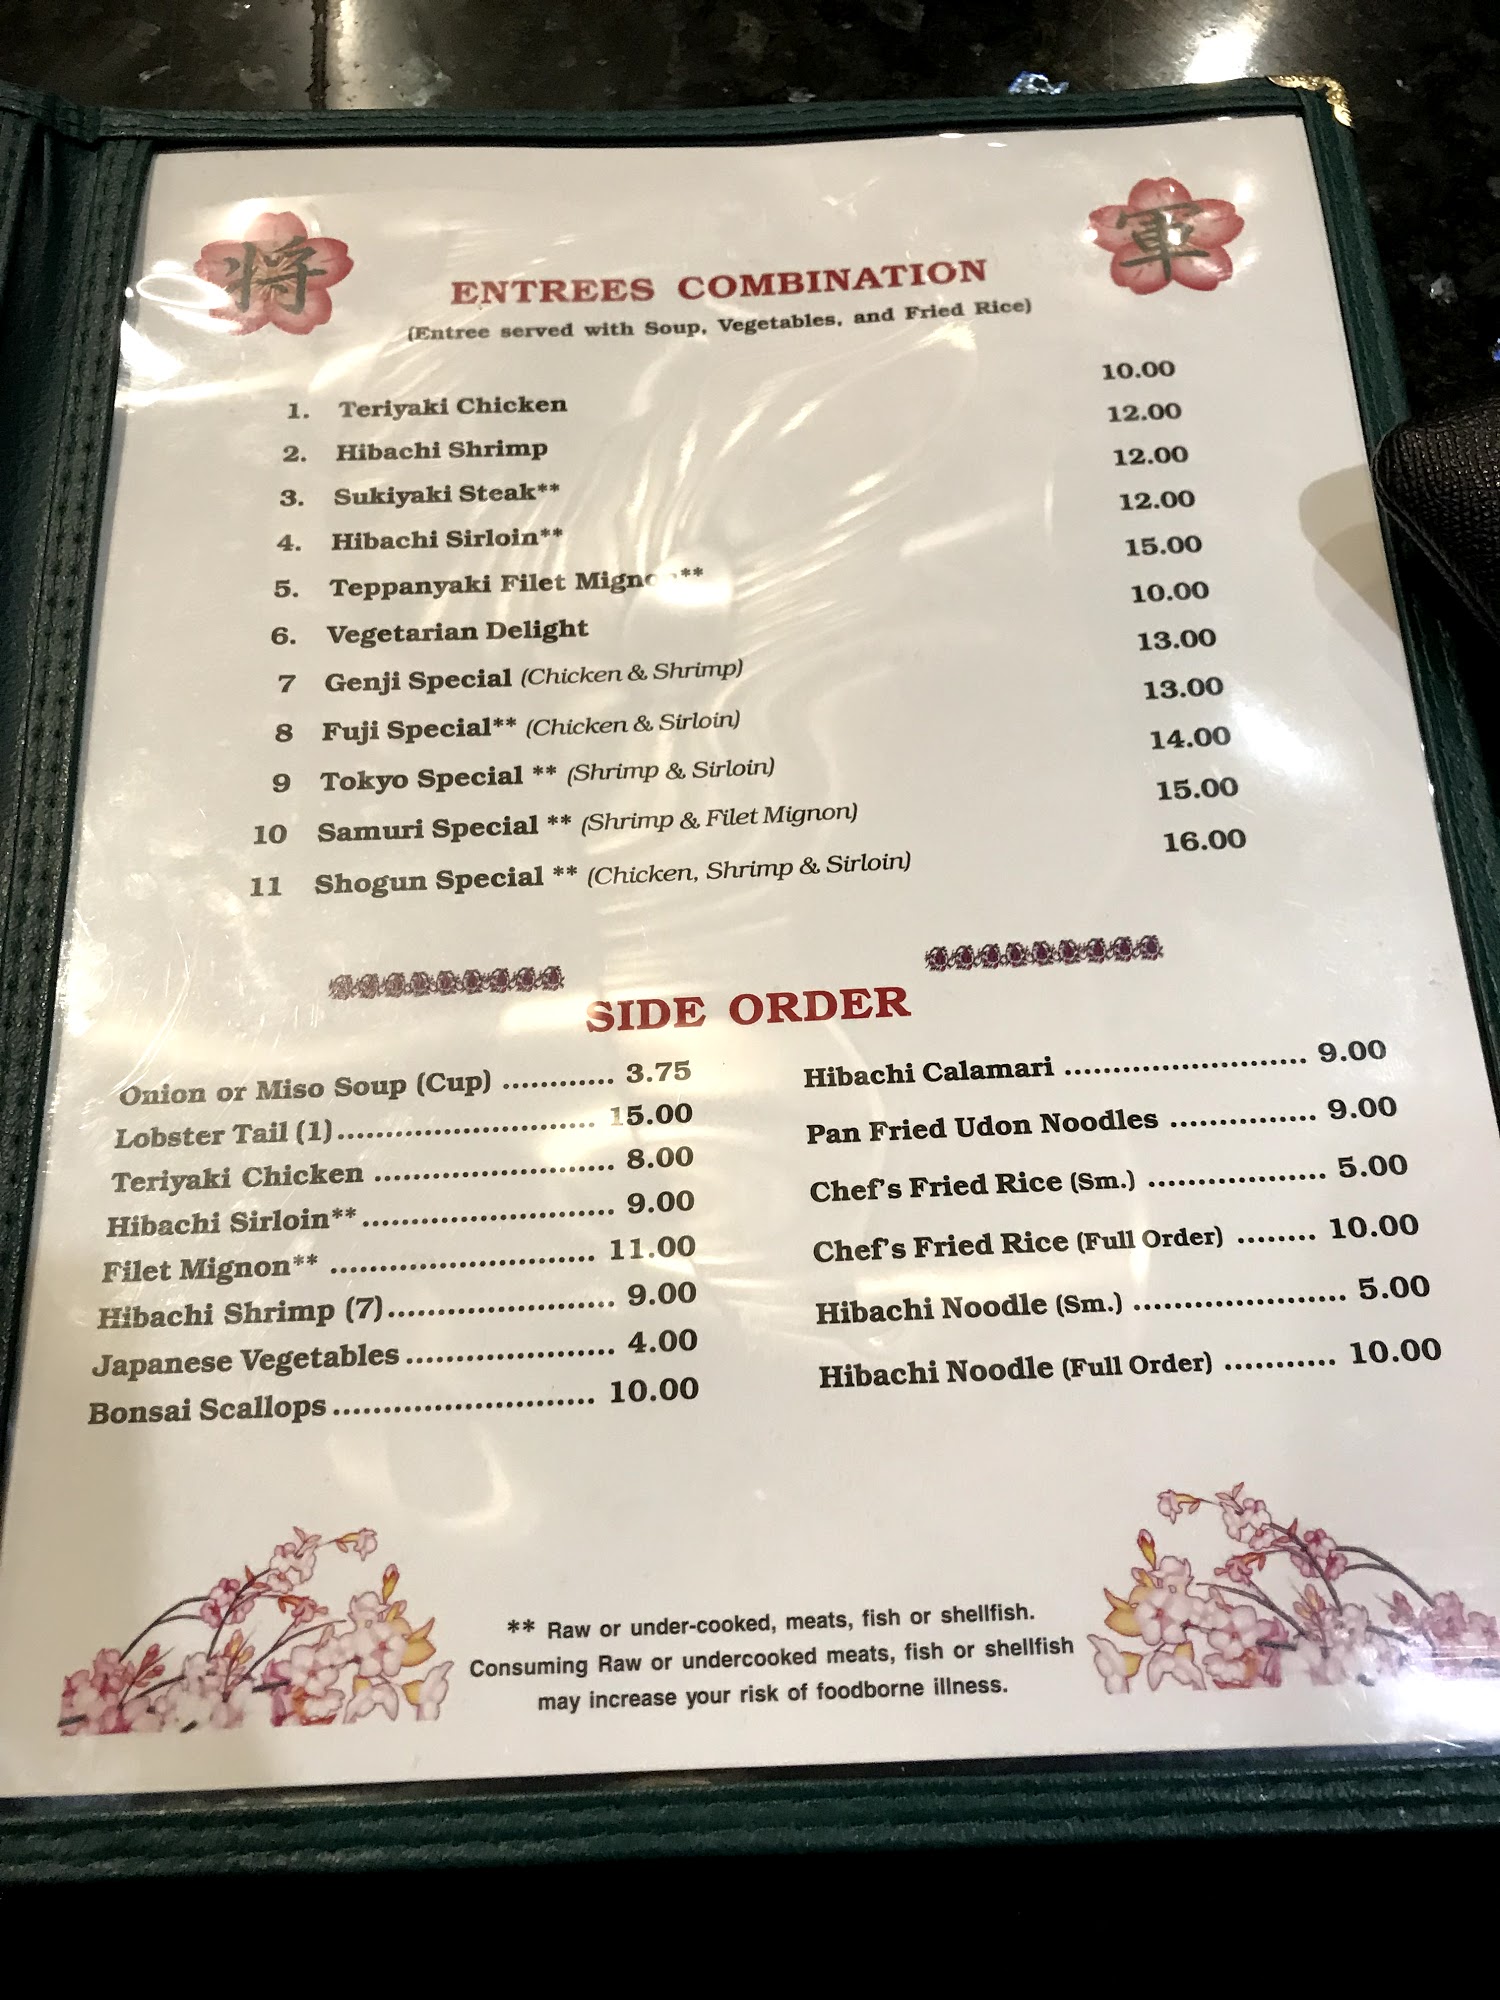 将 軍
ENTREES COMBINATION
(Entree served with Soup, Vegetables, and Fried Rice)
1. Teriyaki Chicken 10.00
2. Hibachi Shrimp 12.00
3. Sukiyaki Steak** 12.00
4. Hibachi Sirloin** 12.00
5. Teppanyaki Filet Mignon** 15.00
6. Vegetarian Delight 10.00
7 Genji Special (Chicken & Shrimp) 13.00
8 Fuji Special** (Chicken & Sirloin) 13.00
9 Tokyo Special ** (Shrimp & Sirloin) 14.00
10 Samuri Special ** (Shrimp & Filet Mignon) 15.00
11 Shogun Special ** (Chicken, Shrimp & Sirloin) 16.00
SIDE ORDER
Onion or Miso Soup (Cup) ............ 3.75
Lobster Tail (1).......................... 15.00
Teriyaki Chicken ........................ 8.00
Hibachi Sirloin**......................... 9.00
Filet Mignon** .......................... 11.00
Hibachi Shrimp (7)....................... 9.00
Japanese Vegetables ..................... 4.00
Bonsai Scallops .......................... 10.00
Hibachi Calamari ........................ 9.00
Pan Fried Udon Noodles ............... 9.00
Chef's Fried Rice (Sm.) .................. 5.00
Chef's Fried Rice (Full Order) ........ 10.00
Hibachi Noodle (Sm.) ..................... 5.00
Hibachi Noodle (Full Order) ........... 10.00
** Raw or under-cooked, meats, fish or shellfish.
Consuming Raw or undercooked meats, fish or shellfish
may increase your risk of foodborne illness.